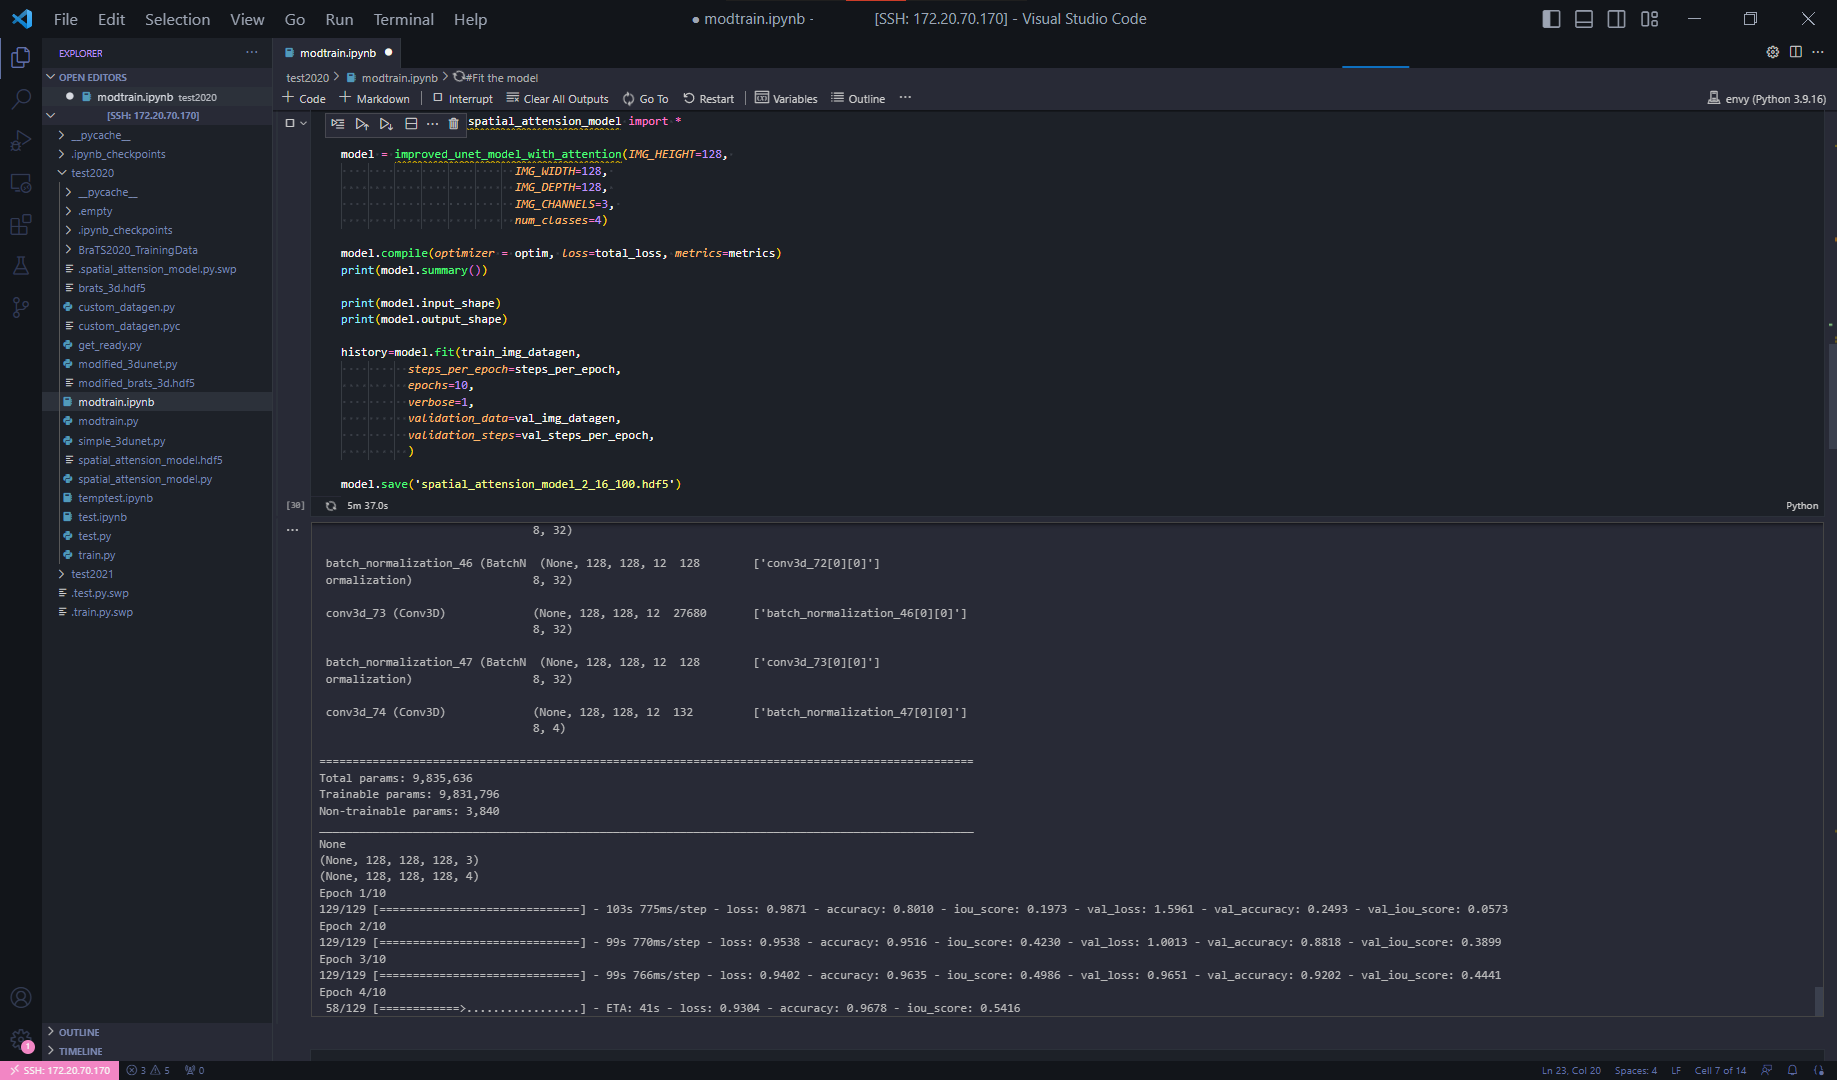 File Edit Selection View Go Run Terminal Help
● modtrain.ipynb - [SSH: 172.20.70.170] - Visual Studio Code
EXPLORER ···
OPEN EDITORS
modtrain.ipynb test2020
[SSH: 172.20.70.170]
__pycache__
.ipynb_checkpoints
test2020
__pycache__
.empty
.ipynb_checkpoints
BraTS2020_TrainingData
.spatial_attension_model.py.swp
brats_3d.hdf5
custom_datagen.py
custom_datagen.pyc
get_ready.py
modified_3dunet.py
modified_brats_3d.hdf5
modtrain.ipynb
modtrain.py
simple_3dunet.py
spatial_attension_model.hdf5
spatial_attension_model.py
temptest.ipynb
test.ipynb
test.py
train.py
test2021
.test.py.swp
.train.py.swp
OUTLINE
TIMELINE
modtrain.ipynb ●
test2020 > modtrain.ipynb > #Fit the model
+ Code + Markdown | Interrupt Clear All Outputs Go To Restart | Variables Outline ···
envy (Python 3.9.16)
spatial_attension_model import *
model = improved_unet_model_with_attention(IMG_HEIGHT=128,
IMG_WIDTH=128,
IMG_DEPTH=128,
IMG_CHANNELS=3,
num_classes=4)
model.compile(optimizer = optim, loss=total_loss, metrics=metrics)
print(model.summary())
print(model.input_shape)
print(model.output_shape)
history=model.fit(train_img_datagen,
steps_per_epoch=steps_per_epoch,
epochs=10,
verbose=1,
validation_data=val_img_datagen,
validation_steps=val_steps_per_epoch,
)
model.save('spatial_attension_model_2_16_100.hdf5')
[30] 5m 37.0s Python
8, 32)
batch_normalization_46 (BatchN (None, 128, 128, 12 128 ['conv3d_72[0][0]']
ormalization) 8, 32)
conv3d_73 (Conv3D) (None, 128, 128, 12 27680 ['batch_normalization_46[0][0]']
8, 32)
batch_normalization_47 (BatchN (None, 128, 128, 12 128 ['conv3d_73[0][0]']
ormalization) 8, 32)
conv3d_74 (Conv3D) (None, 128, 128, 12 132 ['batch_normalization_47[0][0]']
8, 4)
==================================================================================================
Total params: 9,835,636
Trainable params: 9,831,796
Non-trainable params: 3,840
__________________________________________________________________________________________________
None
(None, 128, 128, 128, 3)
(None, 128, 128, 128, 4)
Epoch 1/10
129/129 [==============================] - 103s 775ms/step - loss: 0.9871 - accuracy: 0.8010 - iou_score: 0.1973 - val_loss: 1.5961 - val_accuracy: 0.2493 - val_iou_score: 0.0573
Epoch 2/10
129/129 [==============================] - 99s 770ms/step - loss: 0.9538 - accuracy: 0.9516 - iou_score: 0.4230 - val_loss: 1.0013 - val_accuracy: 0.8818 - val_iou_score: 0.3899
Epoch 3/10
129/129 [==============================] - 99s 766ms/step - loss: 0.9402 - accuracy: 0.9635 - iou_score: 0.4986 - val_loss: 0.9651 - val_accuracy: 0.9202 - val_iou_score: 0.4441
Epoch 4/10
58/129 [============>.................] - ETA: 41s - loss: 0.9304 - accuracy: 0.9678 - iou_score: 0.5416
1
SSH: 172.20.70.170 3 5 0
Ln 23, Col 20 Spaces: 4 LF Cell 7 of 14